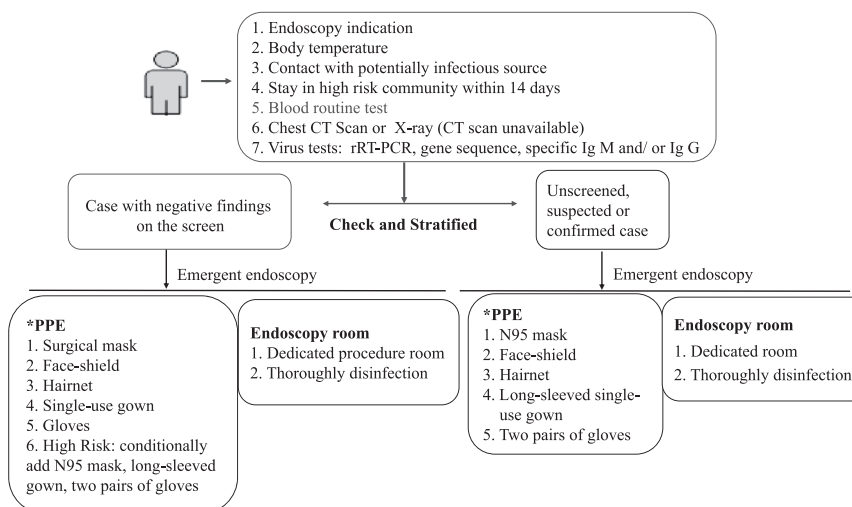 1. Endoscopy indication
2. Body temperature
3. Contact with potentially infectious source
4. Stay in high risk community within 14 days
5. Blood routine test
6. Chest CT Scan or X-ray (CT scan unavailable)
7. Virus tests: rRT-PCR, gene sequence, specific Ig M and/ or Ig G
Case with negative findings
on the screen
Check and Stratified
Unscreened,
suspected or
confirmed case
Emergent endoscopy
Emergent endoscopy
*PPE
1. Surgical mask
2. Face-shield
3. Hairnet
4. Single-use gown
5. Gloves
6. High Risk: conditionally
add N95 mask, long-sleeved
gown, two pairs of gloves
Endoscopy room
1. Dedicated procedure room
2. Thoroughly disinfection
*PPE
1. N95 mask
2. Face-shield
3. Hairnet
4. Long-sleeved single-
use gown
5. Two pairs of gloves
Endoscopy room
1. Dedicated room
2. Thoroughly disinfection